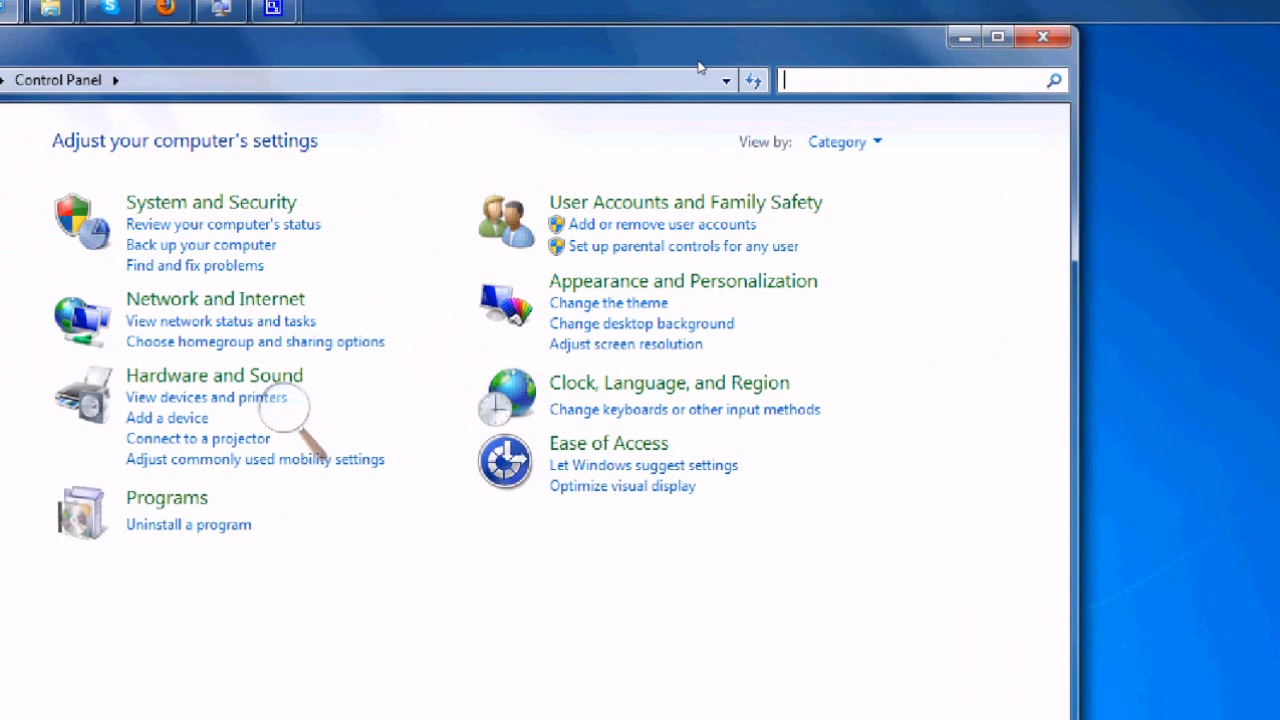 Control Panel
Adjust your computer's settings
View by: Category
System and Security
Review your computer's status
Back up your computer
Find and fix problems
Network and Internet
View network status and tasks
Choose homegroup and sharing options
Hardware and Sound
View devices and printers
Add a device
Connect to a projector
Adjust commonly used mobility settings
Programs
Uninstall a program
User Accounts and Family Safety
Add or remove user accounts
Set up parental controls for any user
Appearance and Personalization
Change the theme
Change desktop background
Adjust screen resolution
Clock, Language, and Region
Change keyboards or other input methods
Ease of Access
Let Windows suggest settings
Optimize visual display